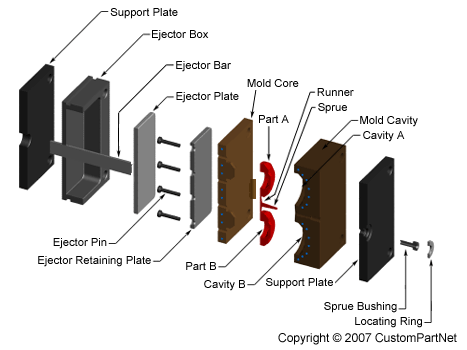 Support Plate
Ejector Box
Ejector Bar
Ejector Plate
Mold Core
Part A
Runner
Sprue
Mold Cavity
Cavity A
Ejector Pin
Ejector Retaining Plate
Part B
Cavity B
Support Plate
Sprue Bushing
Locating Ring
Copyright © 2007 CustomPartNet